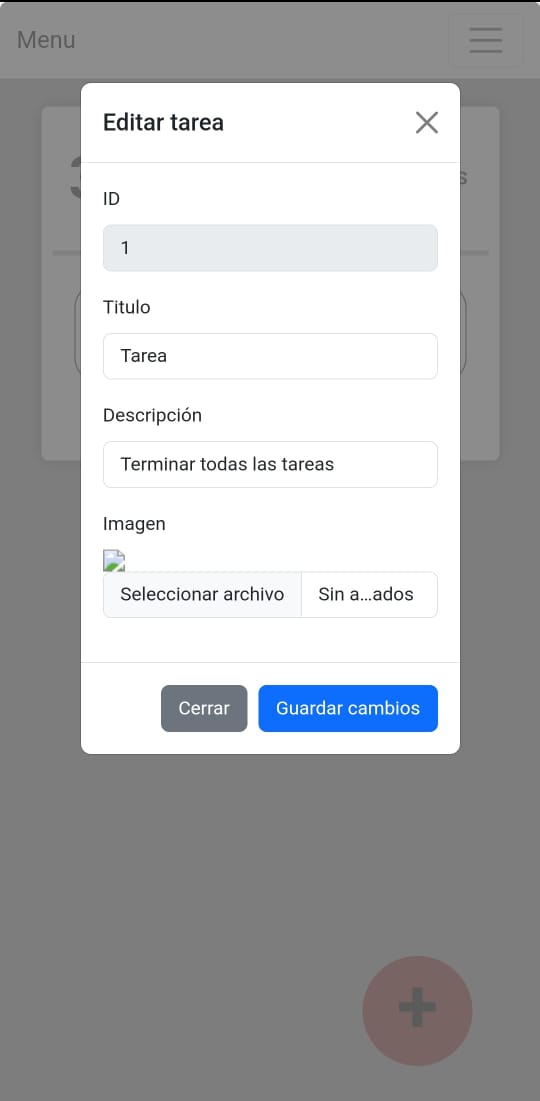 Menu
Editar tarea
ID
1
Titulo
Tarea
Descripción
Terminar todas las tareas
Imagen
Seleccionar archivo
Sin a...ados
Cerrar
Guardar cambios